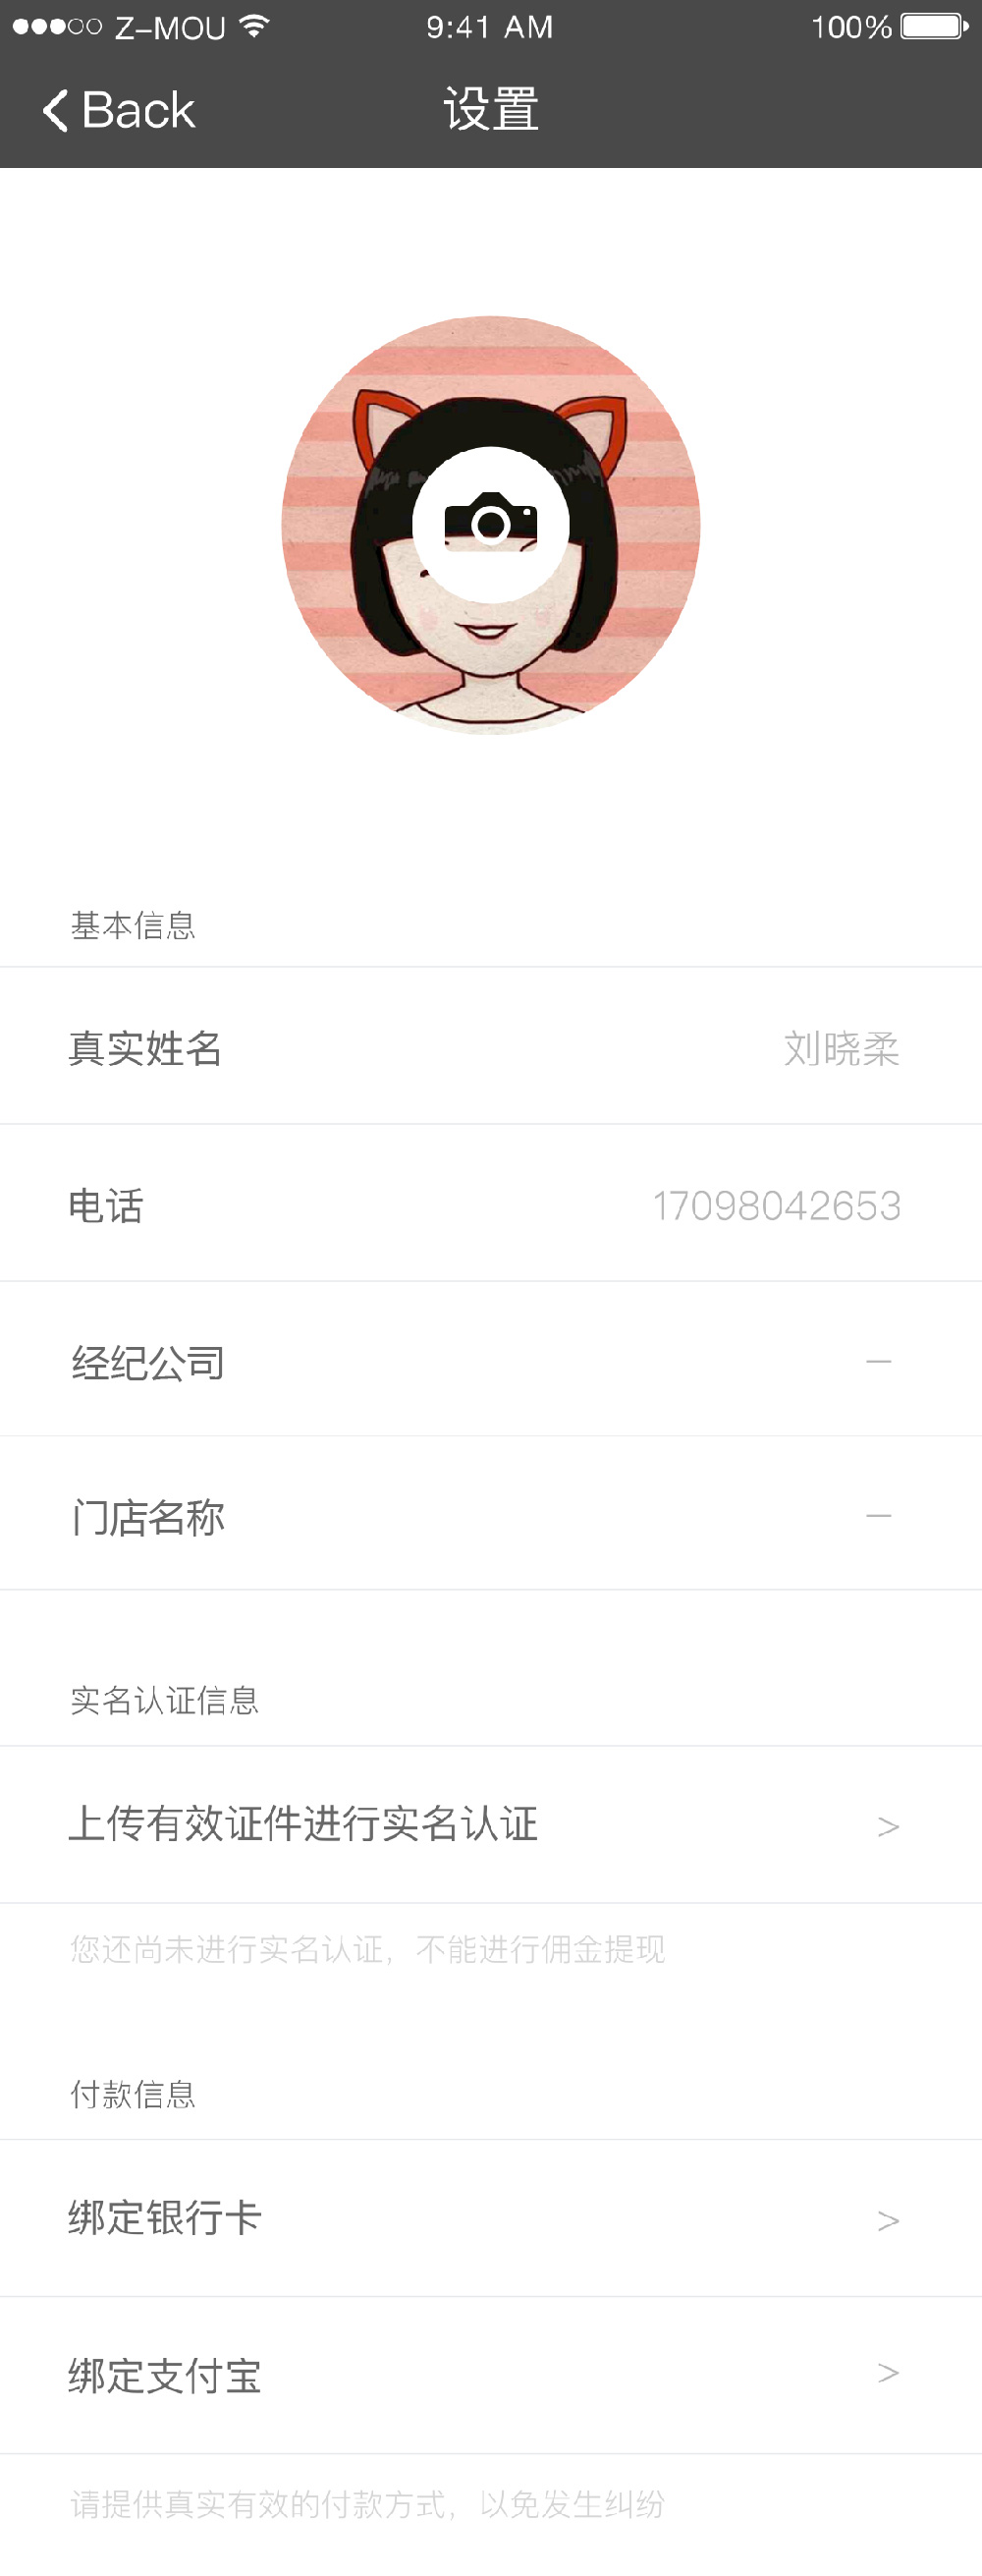 Z-MOU 9:41 AM 100%
Back 设置
基本信息
真实姓名 刘晓柔
电话 17098042653
经纪公司 —
门店名称 —
实名认证信息
上传有效证件进行实名认证 >
您还尚未进行实名认证，不能进行佣金提现
付款信息
绑定银行卡 >
绑定支付宝 >
请提供真实有效的付款方式，以免发生纠纷